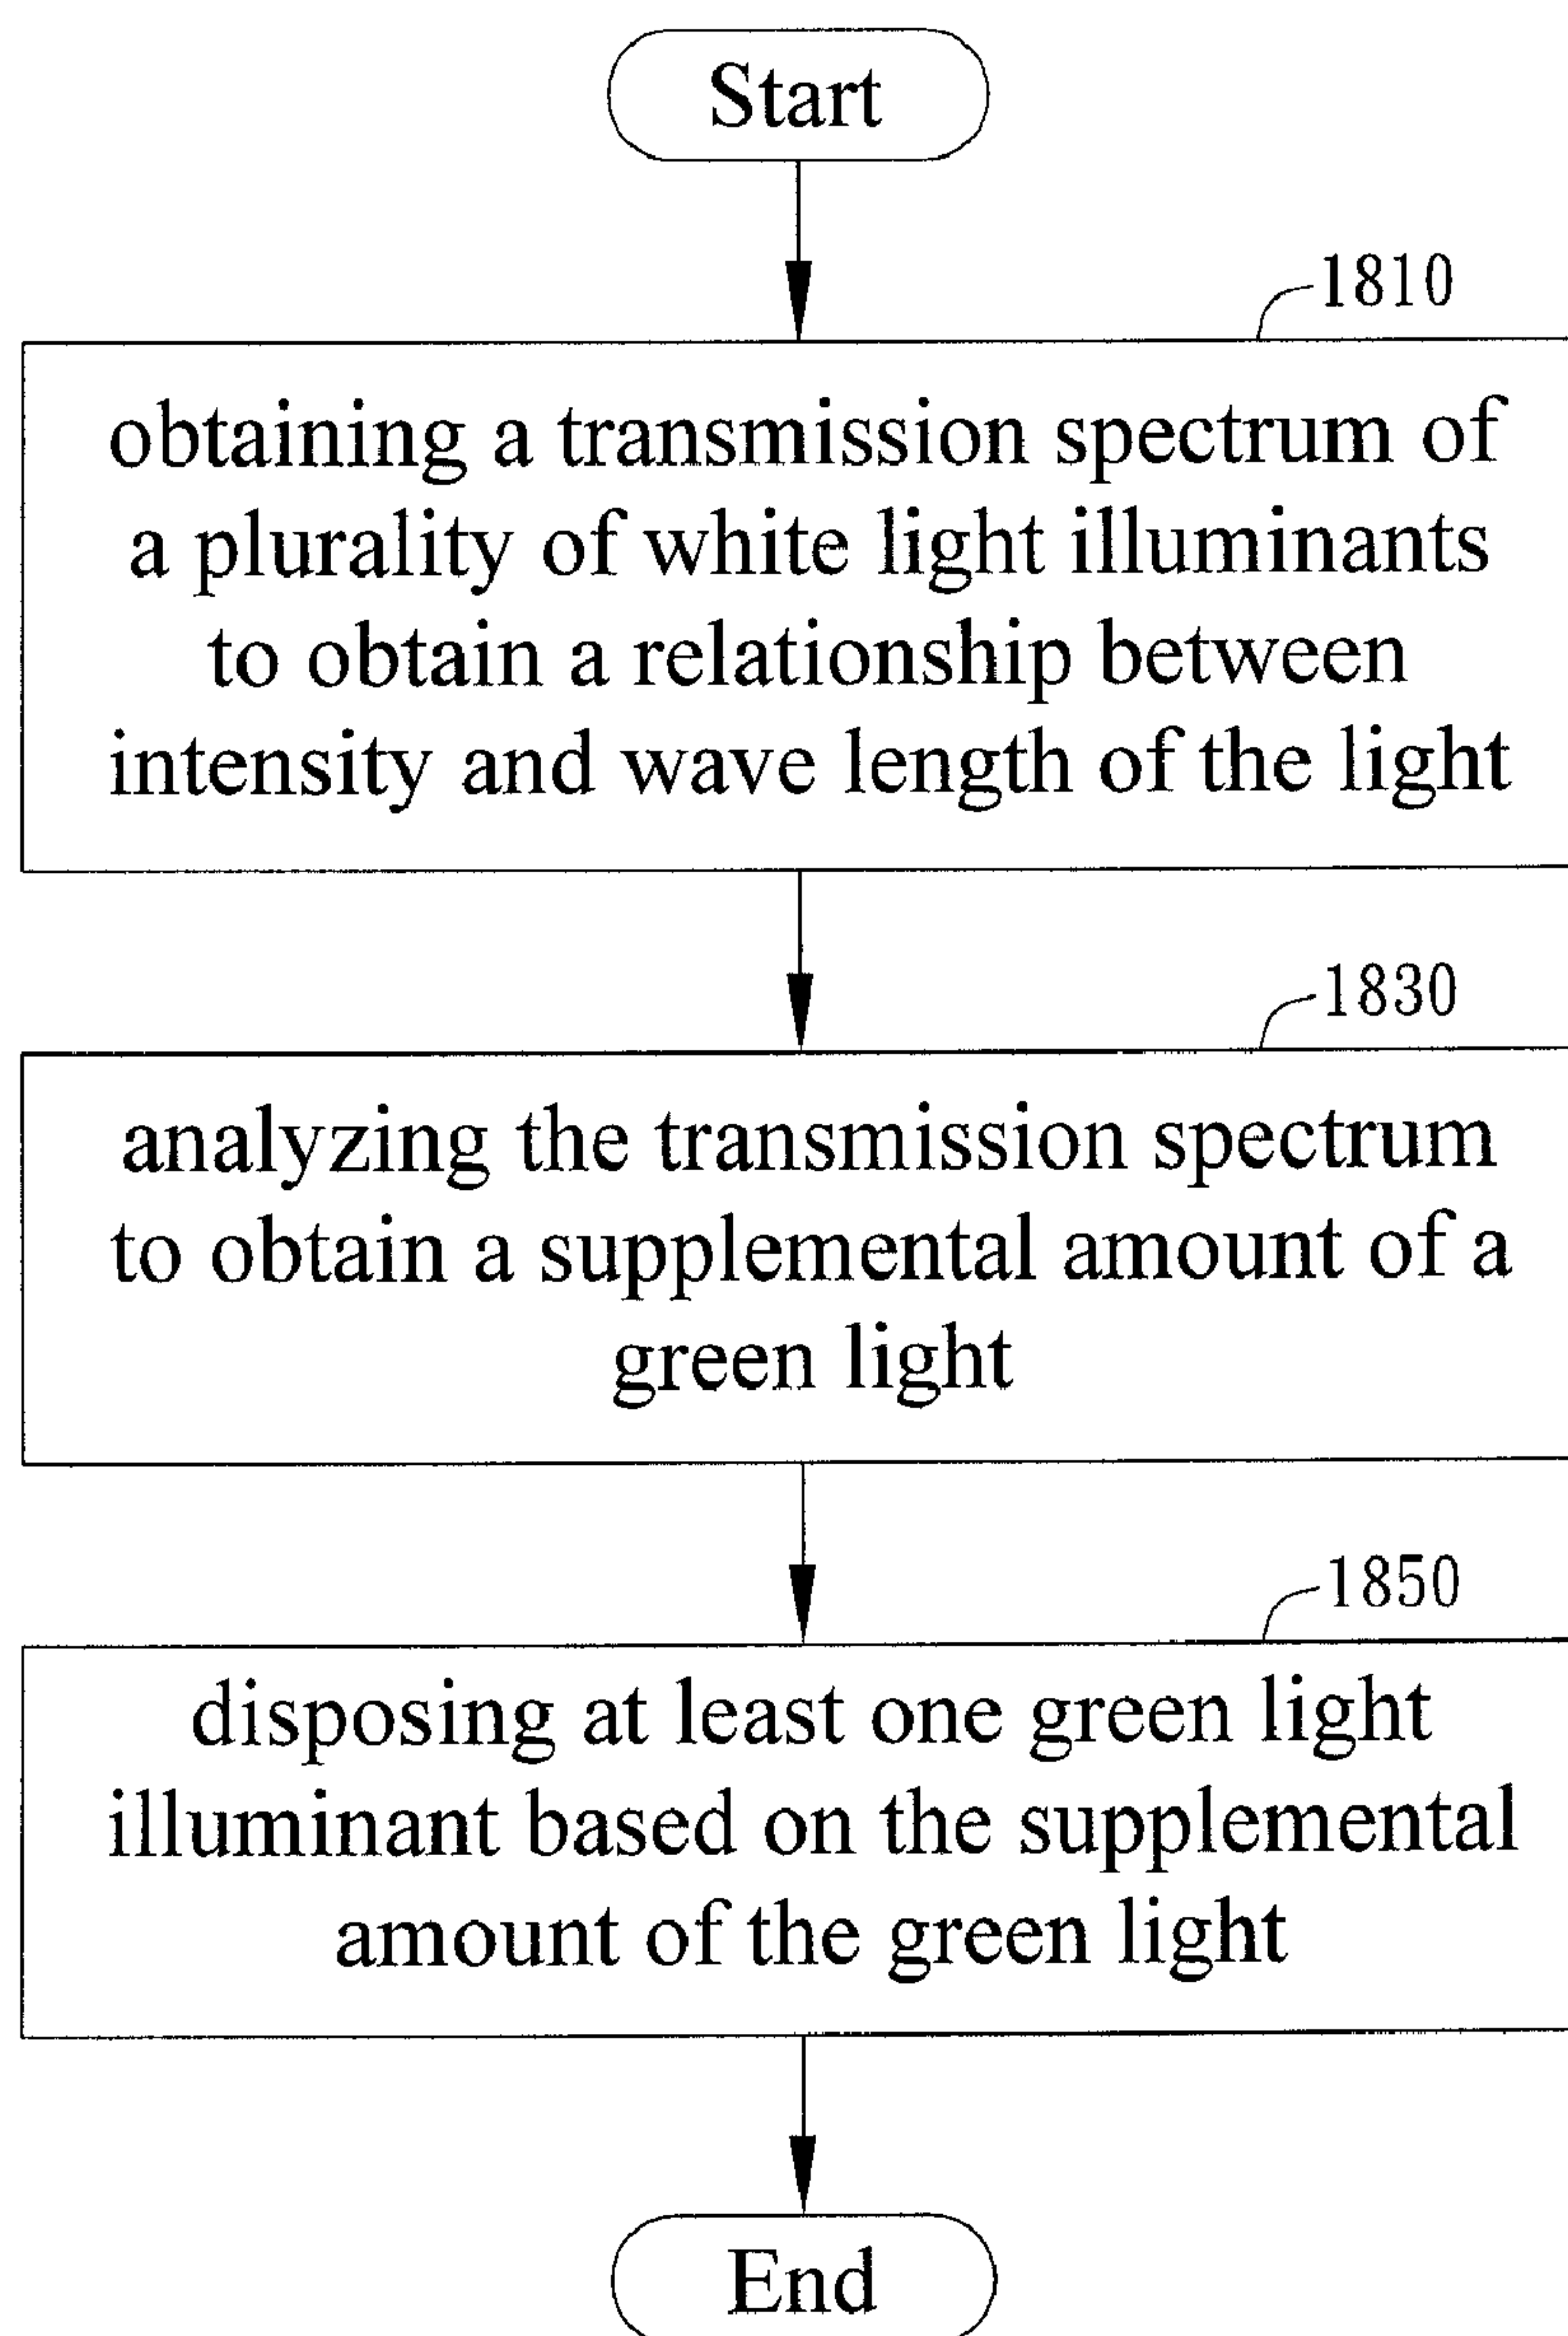 Start
1810
obtaining a transmission spectrum of
a plurality of white light illuminants
to obtain a relationship between
intensity and wave length of the light
1830
analyzing the transmission spectrum
to obtain a supplemental amount of a
green light
1850
disposing at least one green light
illuminant based on the supplemental
amount of the green light
End